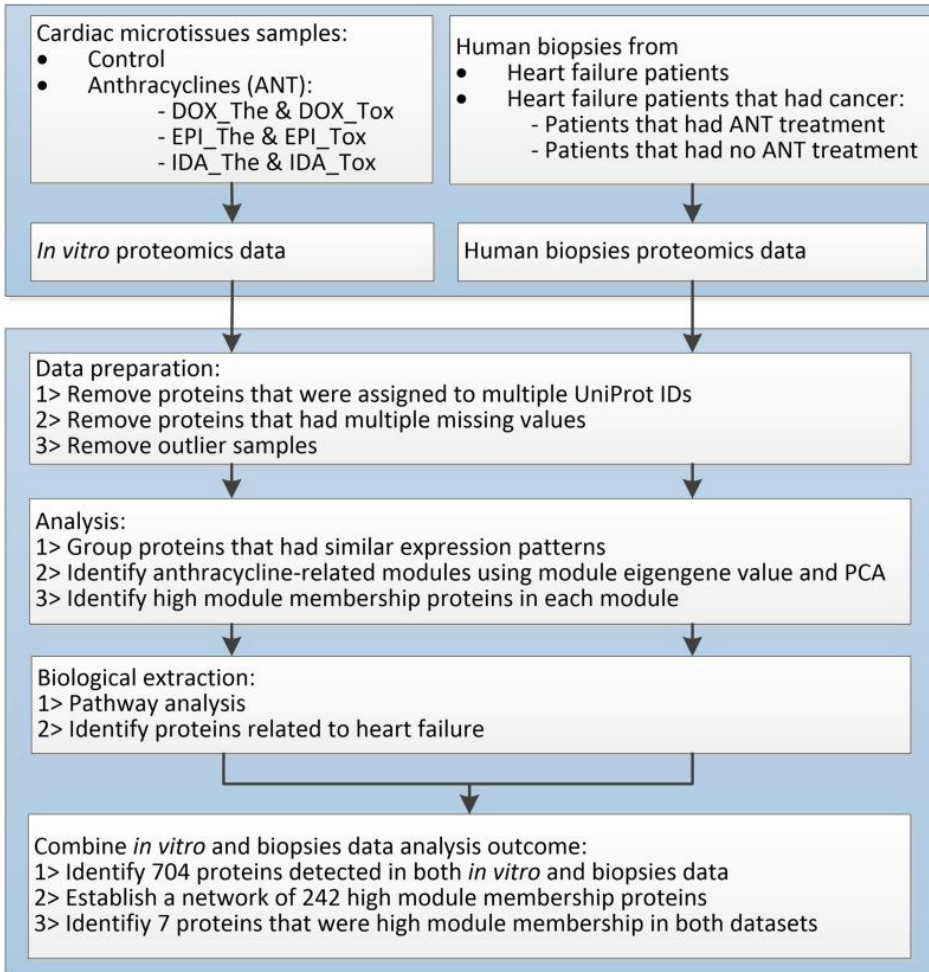 Cardiac microtissues samples:
• Control
• Anthracyclines (ANT):
- DOX_The & DOX_Tox
- EPI_The & EPI_Tox
- IDA_The & IDA_Tox
Human biopsies from
• Heart failure patients
• Heart failure patients that had cancer:
- Patients that had ANT treatment
- Patients that had no ANT treatment
In vitro proteomics data
Human biopsies proteomics data
Data preparation:
1> Remove proteins that were assigned to multiple UniProt IDs
2> Remove proteins that had multiple missing values
3> Remove outlier samples
Analysis:
1> Group proteins that had similar expression patterns
2> Identify anthracycline-related modules using module eigengene value and PCA
3> Identify high module membership proteins in each module
Biological extraction:
1> Pathway analysis
2> Identify proteins related to heart failure
Combine in vitro and biopsies data analysis outcome:
1> Identify 704 proteins detected in both in vitro and biopsies data
2> Establish a network of 242 high module membership proteins
3> Identifiy 7 proteins that were high module membership in both datasets